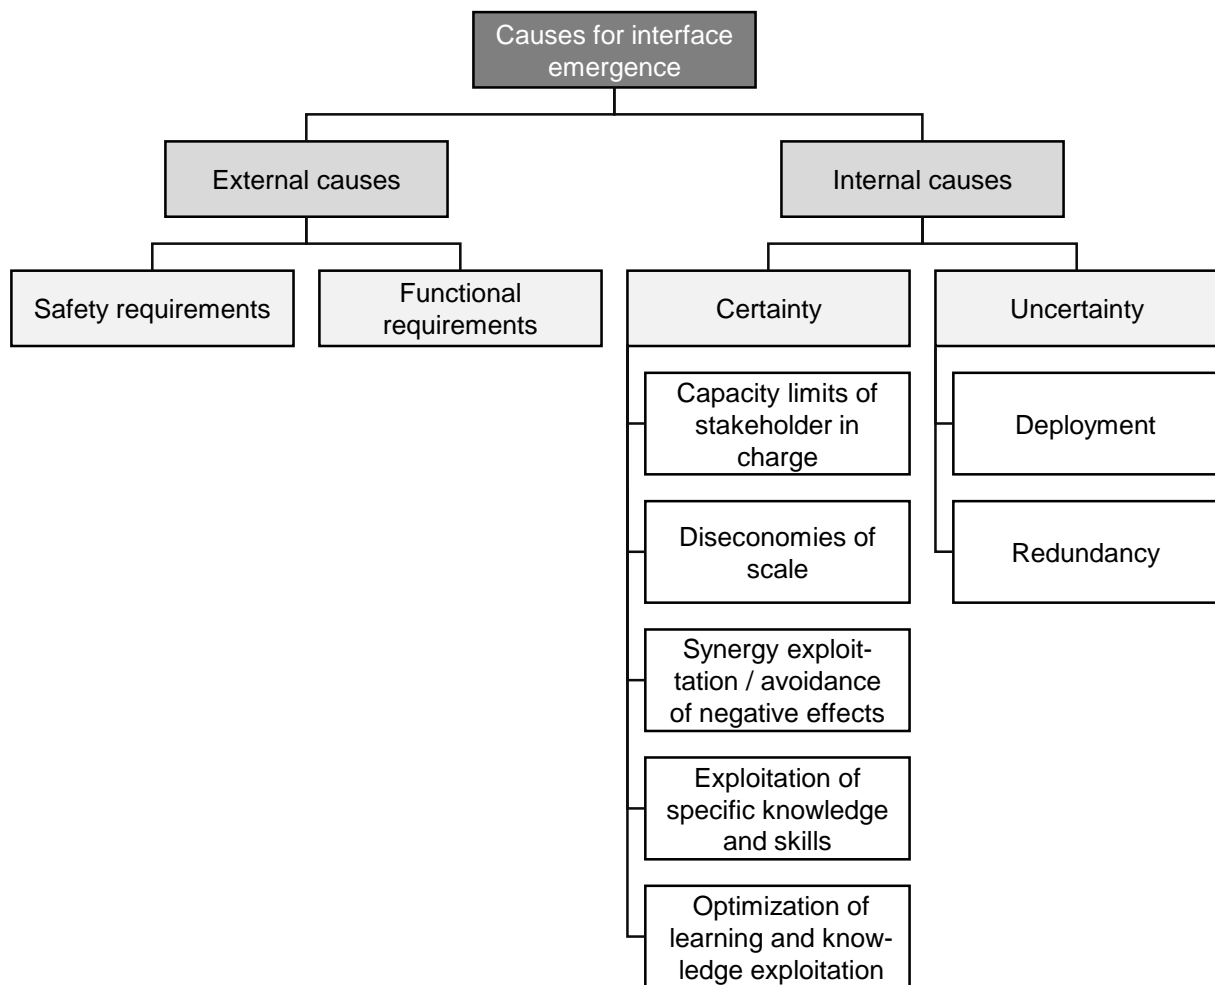 Causes for interface
emergence
External causes
Internal causes
Safety requirements
Functional
requirements
Certainty
Uncertainty
Capacity limits of
stakeholder in
charge
Deployment
Diseconomies of
scale
Redundancy
Synergy exploit-
tation / avoidance
of negative effects
Exploitation of
specific knowledge
and skills
Optimization of
learning and know-
ledge exploitation